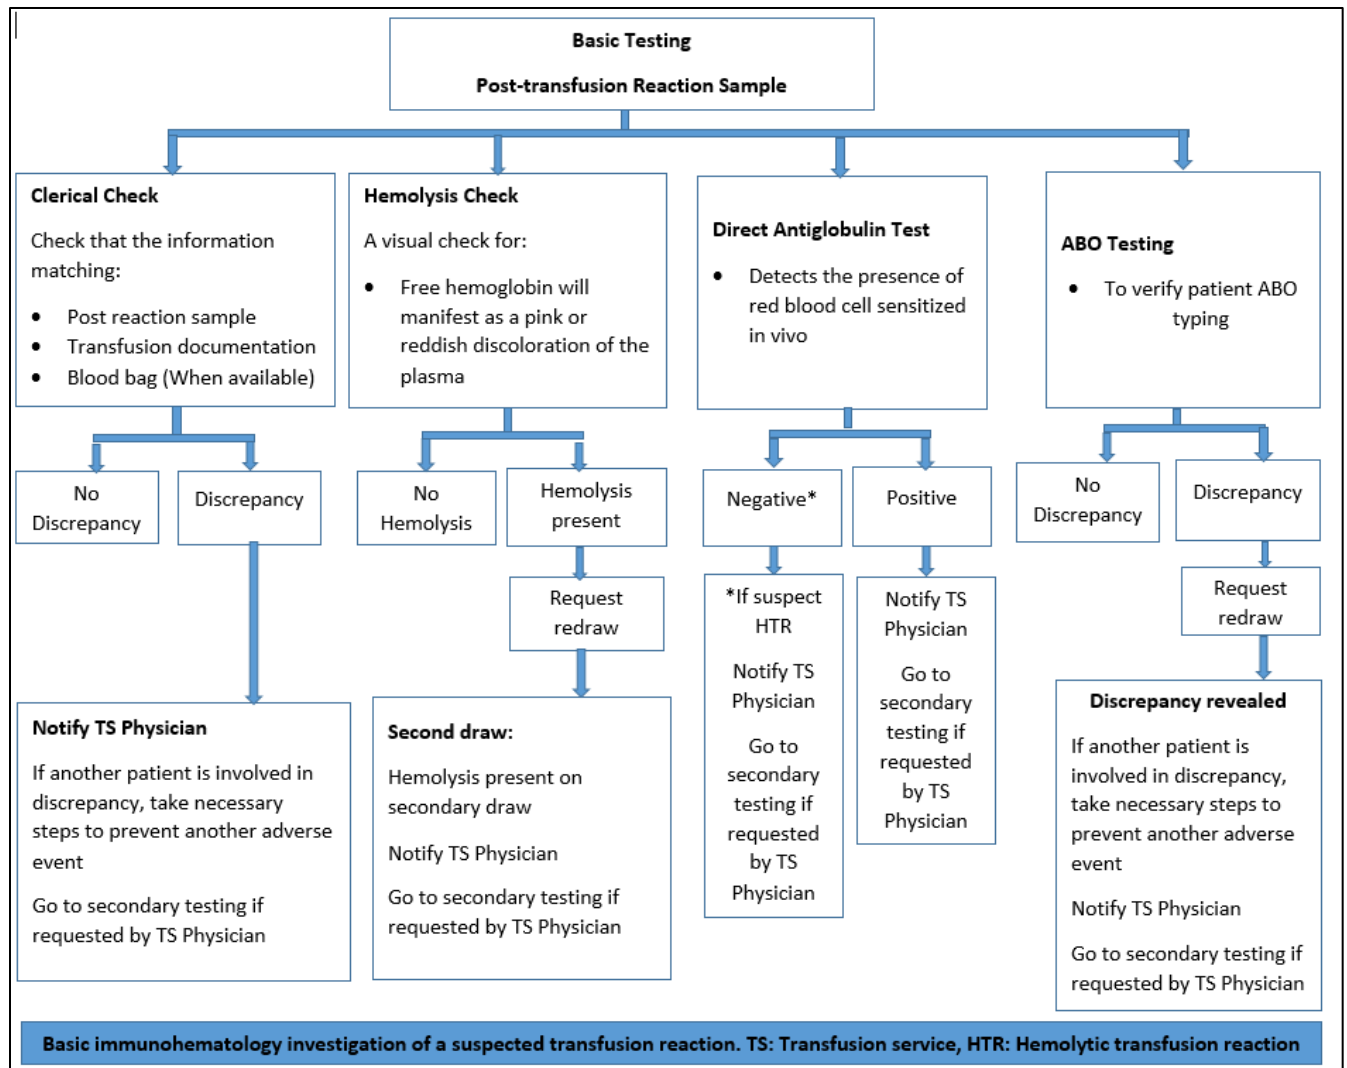 Basic Testing
Post-transfusion Reaction Sample
Clerical Check
Check that the information
matching:
• Post reaction sample
• Transfusion documentation
• Blood bag (When available)
Hemolysis Check
A visual check for:
• Free hemoglobin will
manifest as a pink or
reddish discoloration of the
plasma
Direct Antiglobulin Test
• Detects the presence of
red blood cell sensitized
in vivo
ABO Testing
• To verify patient ABO
typing
No
Discrepancy
Discrepancy
No
Hemolysis
Hemolysis
present
Negative*
Positive
No
Discrepancy
Discrepancy
Request
redraw
Request
redraw
Notify TS Physician
If another patient is involved in
discrepancy, take necessary
steps to prevent another adverse
event
Go to secondary testing if
requested by TS Physician
Second draw:
Hemolysis present on
secondary draw
Notify TS Physician
Go to secondary testing if
requested by TS Physician
*If suspect
HTR
Notify TS
Physician
Go to
secondary
testing if
requested
by TS
Physician
Notify TS
Physician
Go to
secondary
testing if
requested
by TS
Physician
Discrepancy revealed
If another patient is
involved in discrepancy,
take necessary steps to
prevent another adverse
event
Notify TS Physician
Go to secondary testing if
requested by TS Physician
Basic immunohematology investigation of a suspected transfusion reaction. TS: Transfusion service, HTR: Hemolytic transfusion reaction